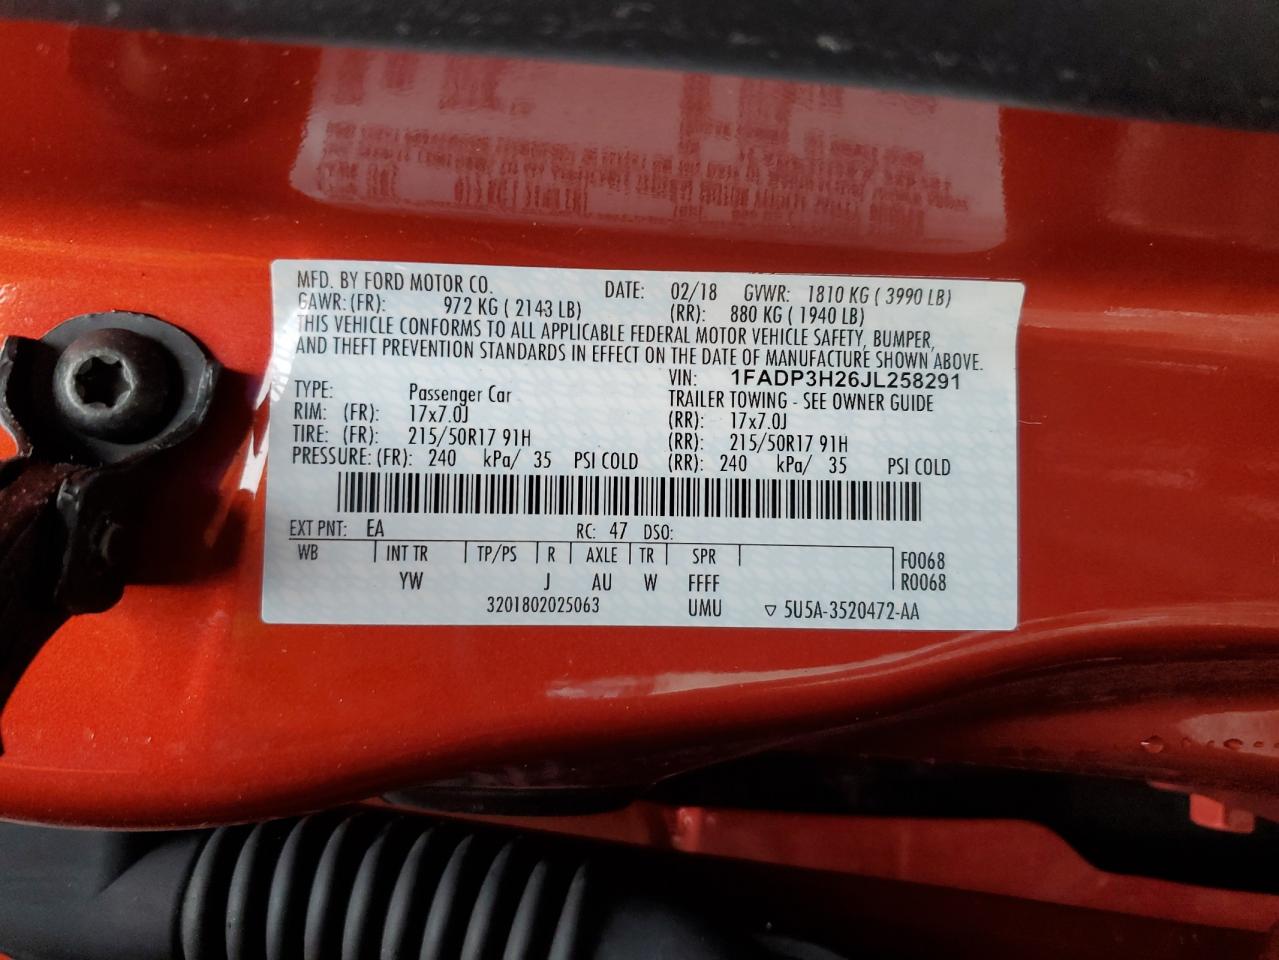 MFD. BY FORD MOTOR CO. DATE: 02/18 GVWR: 1810 KG ( 3990 LB)
GAWR: (FR): 972 KG ( 2143 LB) (RR): 880 KG ( 1940 LB)
THIS VEHICLE CONFORMS TO ALL APPLICABLE FEDERAL MOTOR VEHICLE SAFETY, BUMPER,
AND THEFT PREVENTION STANDARDS IN EFFECT ON THE DATE OF MANUFACTURE SHOWN ABOVE.
VIN: 1FADP3H26JL258291
TYPE: Passenger Car TRAILER TOWING - SEE OWNER GUIDE
RIM: (FR): 17x7.0J (RR): 17x7.0J
TIRE: (FR): 215/50R17 91H (RR): 215/50R17 91H
PRESSURE: (FR): 240 kPa/ 35 PSI COLD (RR): 240 kPa/ 35 PSI COLD
EXT PNT: EA RC: 47 DSO:
WB INT TR TP/PS R AXLE TR SPR F0068
YW J AU W FFFF R0068
3201802025063 UMU ▽ 5U5A-3520472-AA